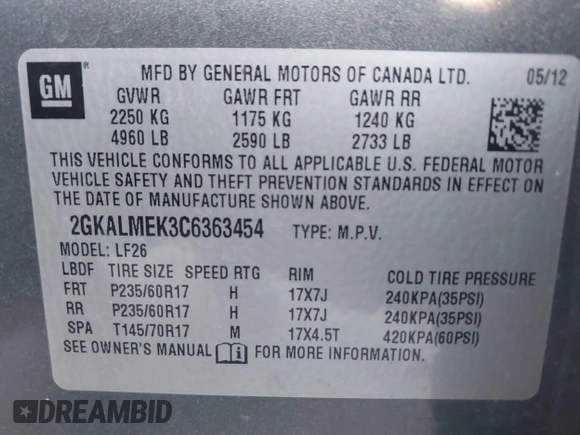 GM ®
MFD BY GENERAL MOTORS OF CANADA LTD. 05/12
GVWR GAWR FRT GAWR RR
2250 KG 1175 KG 1240 KG
4960 LB 2590 LB 2733 LB
THIS VEHICLE CONFORMS TO ALL APPLICABLE U.S. FEDERAL MOTOR
VEHICLE SAFETY AND THEFT PREVENTION STANDARDS IN EFFECT ON
THE DATE OF MANUFACTURE SHOWN ABOVE.
2GKALMEK3C6363454 TYPE: M.P.V.
MODEL: LF26
LBDF TIRE SIZE SPEED RTG RIM COLD TIRE PRESSURE
FRT P235/60R17 H 17X7J 240KPA(35PSI)
RR P235/60R17 H 17X7J 240KPA(35PSI)
SPA T145/70R17 M 17X4.5T 420KPA(60PSI)
SEE OWNER'S MANUAL FOR MORE INFORMATION.
DREAMBID